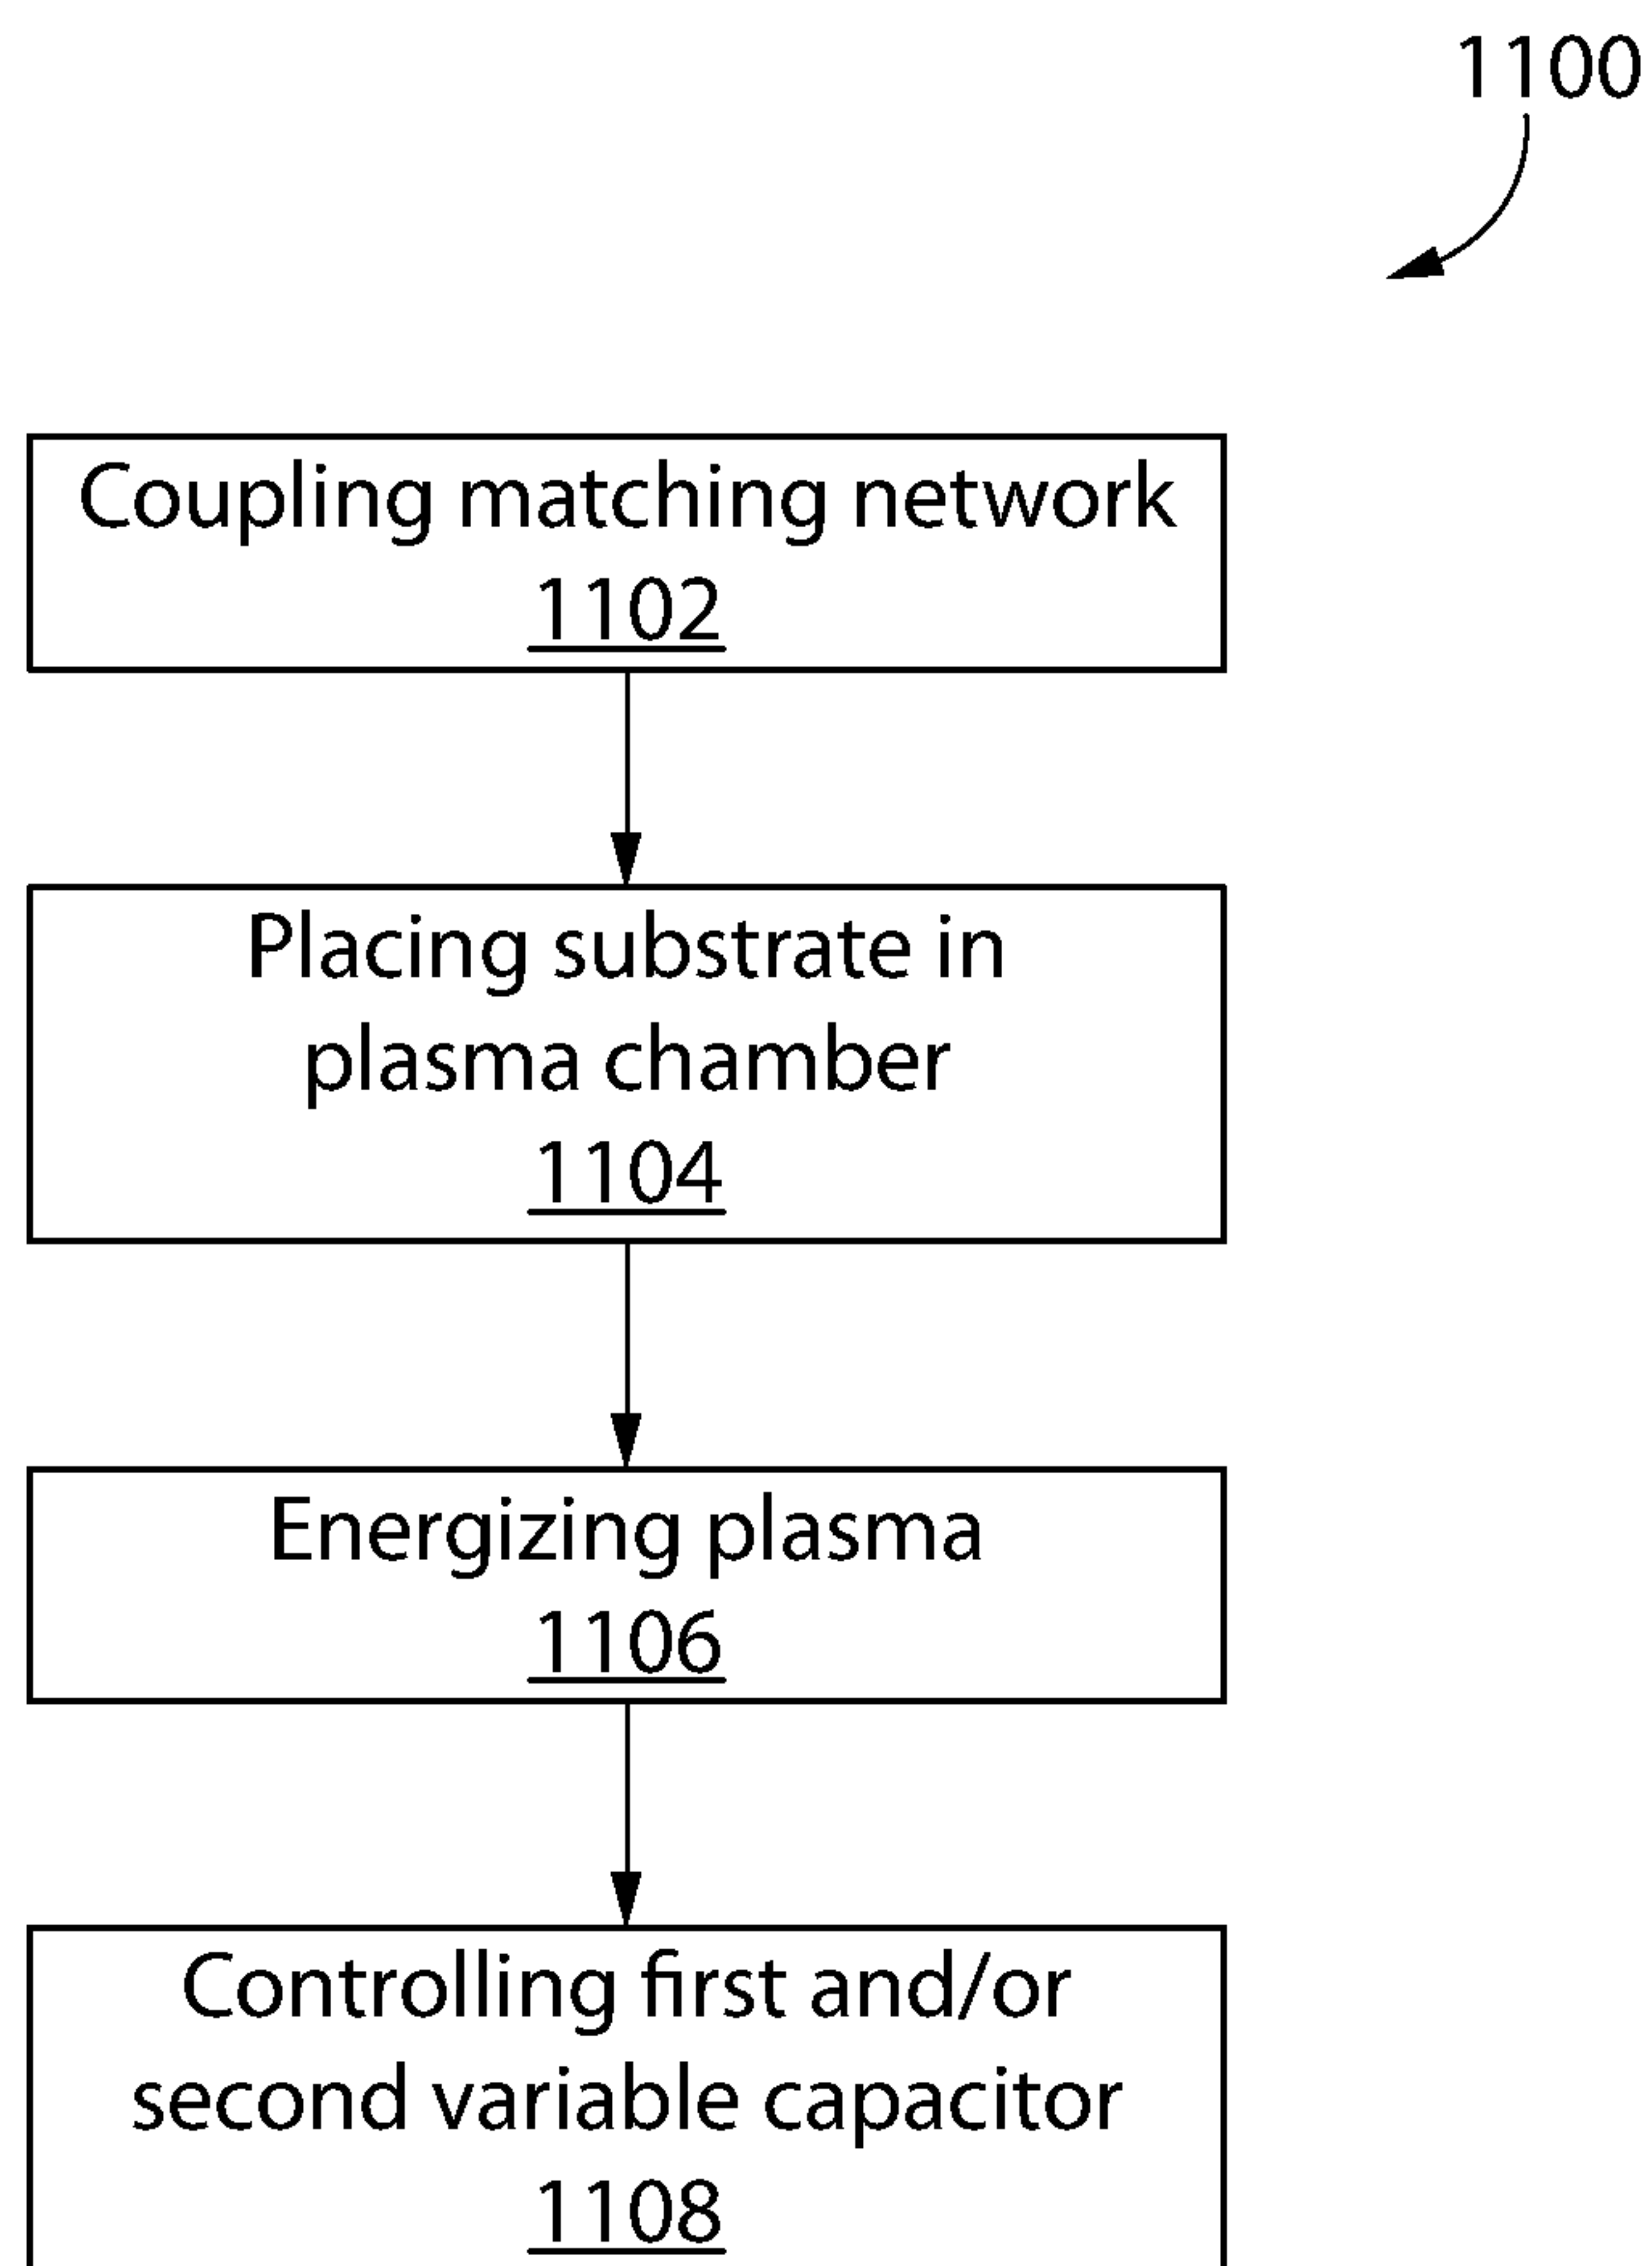 1100
Coupling matching network
1102
Placing substrate in
plasma chamber
1104
Energizing plasma
1106
Controlling first and/or
second variable capacitor
1108